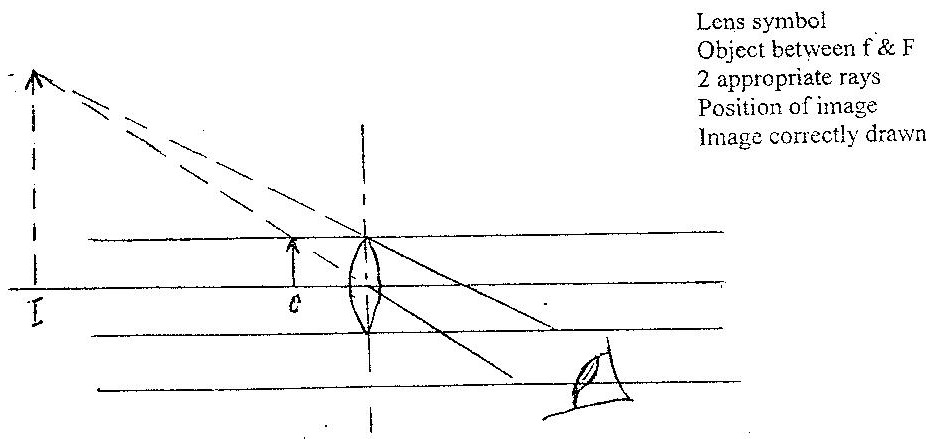 Lens symbol
Object between f & F
2 appropriate rays
Position of image
Image correctly drawn
I
O